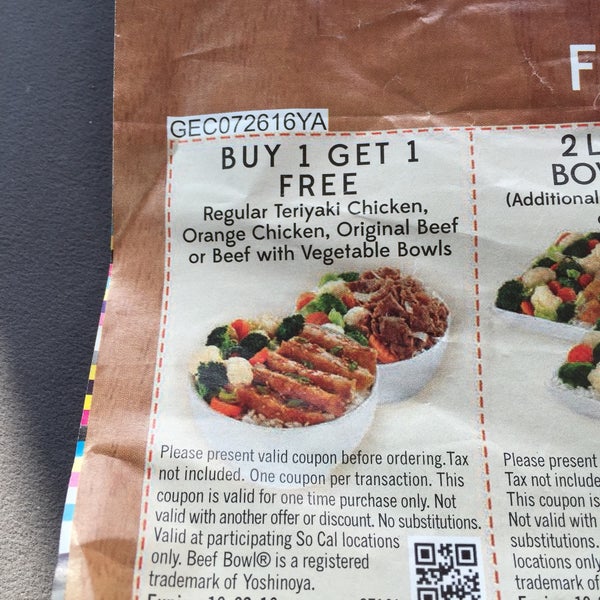 F
GEC072616YA
BUY 1 GET 1
FREE
Regular Teriyaki Chicken,
Orange Chicken, Original Beef
or Beef with Vegetable Bowls
Please present valid coupon before ordering.Tax
not included. One coupon per transaction. This
coupon is valid for one time purchase only. Not
valid with another offer or discount. No substitutions.
Valid at participating So Cal locations
only. Beef Bowl® is a registered
trademark of Yoshinoya.
2 L
BO
(Additional
Please present
Tax not include
This coupon is
Not valid with
substitutions.
locations only
trademark of